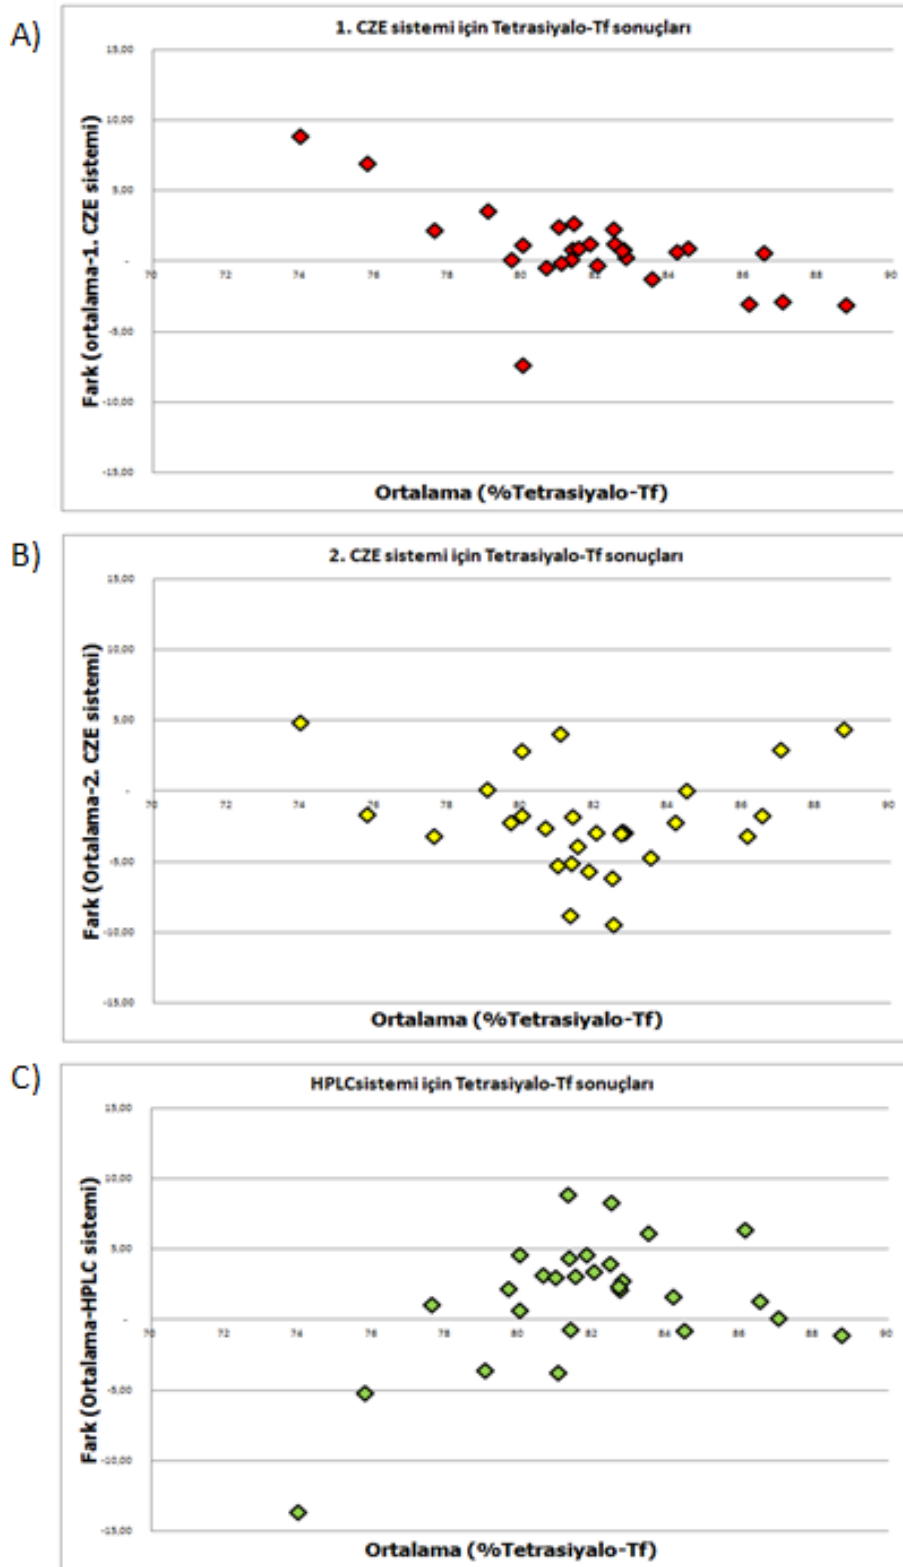 A)
1. CZE sistemi için Tetrasiyalo-Tf sonuçları
Fark (ortalama-1. CZE sistemi)
15,00
10,00
5,00
-
-5,00
-10,00
-15,00
70 72 74 76 78 80 82 84 86 88 90
Ortalama (%Tetrasiyalo-Tf)
B)
2. CZE sistemi için Tetrasiyalo-Tf sonuçları
Fark (Ortalama-2. CZE sistemi)
15,00
10,00
5,00
-
-5,00
-10,00
-15,00
70 72 74 76 78 80 82 84 86 88 90
Ortalama (%Tetrasiyalo-Tf)
C)
HPLCsistemi için Tetrasiyalo-Tf sonuçları
Fark (Ortalama-HPLC sistemi)
15,00
10,00
5,00
-
-5,00
-10,00
-15,00
70 72 74 76 78 80 82 84 86 88 90
Ortalama (%Tetrasiyalo-Tf)